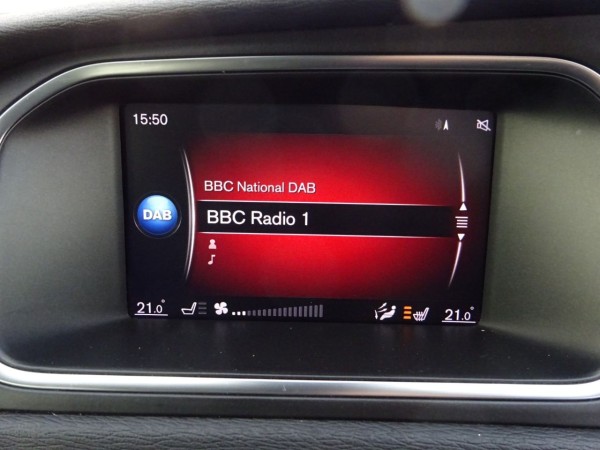 15:50
BBC National DAB
DAB
BBC Radio 1
21.0°
21.0°